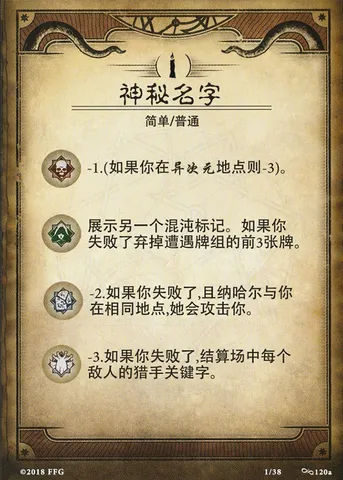 神秘名字
简单/普通
-1.(如果你在异次元地点则-3)。
展示另一个混沌标记。如果你
失败了弃掉遭遇牌组的前3张牌。
-2.如果你失败了,且纳哈尔与你
在相同地点,她会攻击你。
-3.如果你失败了,结算场中每个
敌人的猎手关键字。
©2018 FFG
1/38
120a